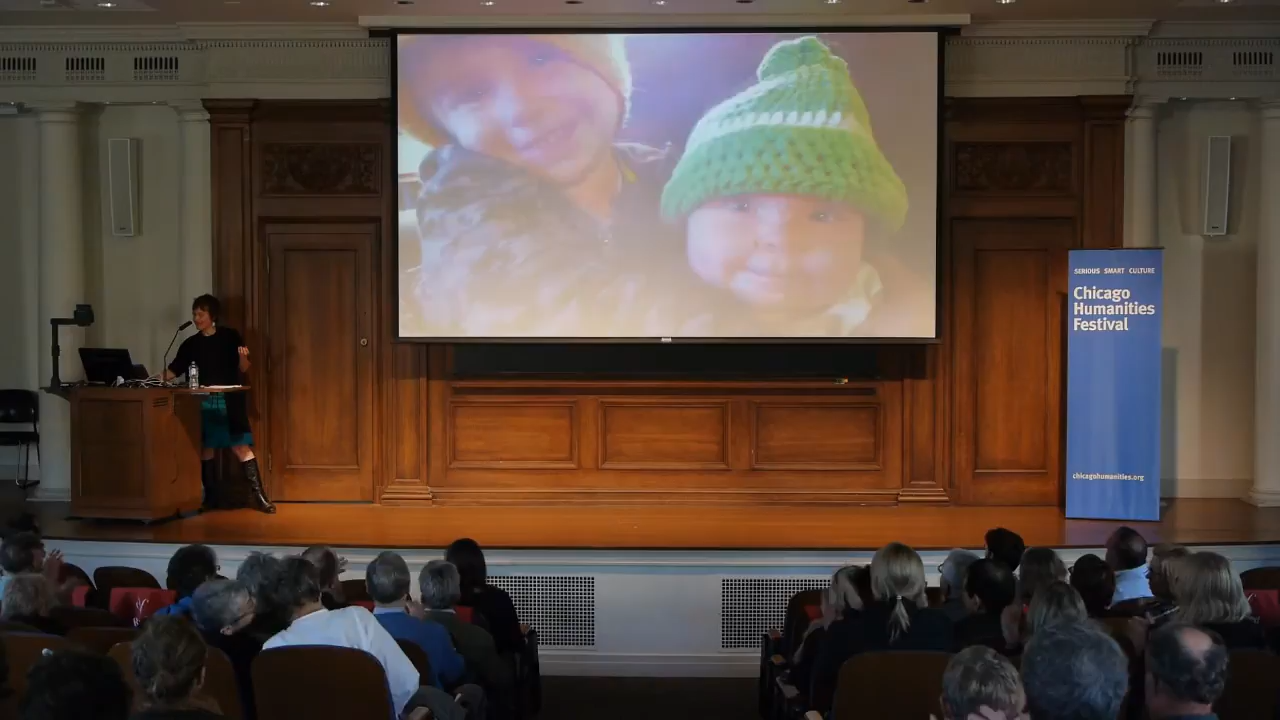 SERIOUS SMART CULTURE
Chicago
Humanities
Festival
chicagohumanities.org